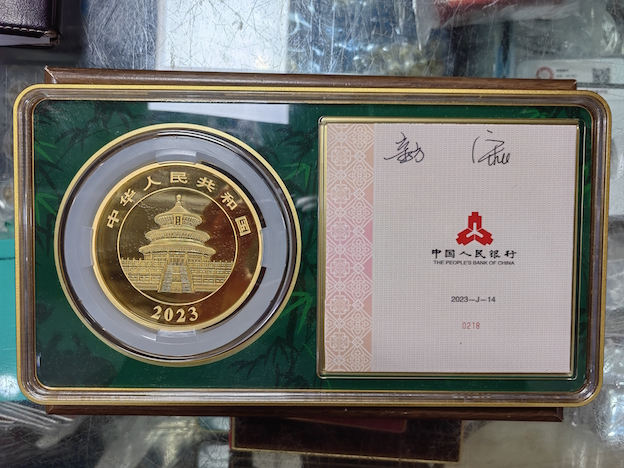 中华人民共和国
2023
中国人民银行
THE PEOPLE'S BANK OF CHINA
2023—J—14
0218